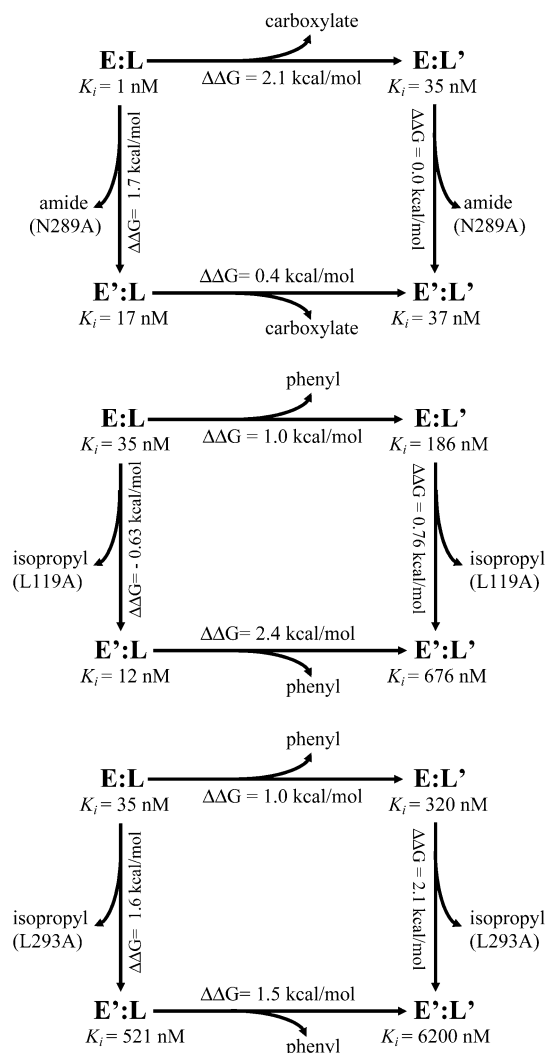 carboxylate
E:L
E:L’
ΔΔG = 2.1 kcal/mol
Ki = 1 nM
Ki = 35 nM
ΔΔG= 1.7 kcal/mol
ΔΔG = 0.0 kcal/mol
amide
(N289A)
amide
(N289A)
ΔΔG= 0.4 kcal/mol
E’:L
E’:L’
Ki = 17 nM
Ki = 37 nM
carboxylate
phenyl
E:L
E:L’
ΔΔG = 1.0 kcal/mol
Ki = 35 nM
Ki = 186 nM
ΔΔG= - 0.63 kcal/mol
ΔΔG = 0.76 kcal/mol
isopropyl
(L119A)
isopropyl
(L119A)
ΔΔG= 2.4 kcal/mol
E’:L
E’:L’
Ki = 12 nM
Ki = 676 nM
phenyl
phenyl
E:L
E:L’
ΔΔG = 1.0 kcal/mol
Ki = 35 nM
Ki = 320 nM
ΔΔG= 1.6 kcal/mol
ΔΔG = 2.1 kcal/mol
isopropyl
(L293A)
isopropyl
(L293A)
ΔΔG= 1.5 kcal/mol
E’:L
E’:L’
Ki = 521 nM
Ki = 6200 nM
phenyl